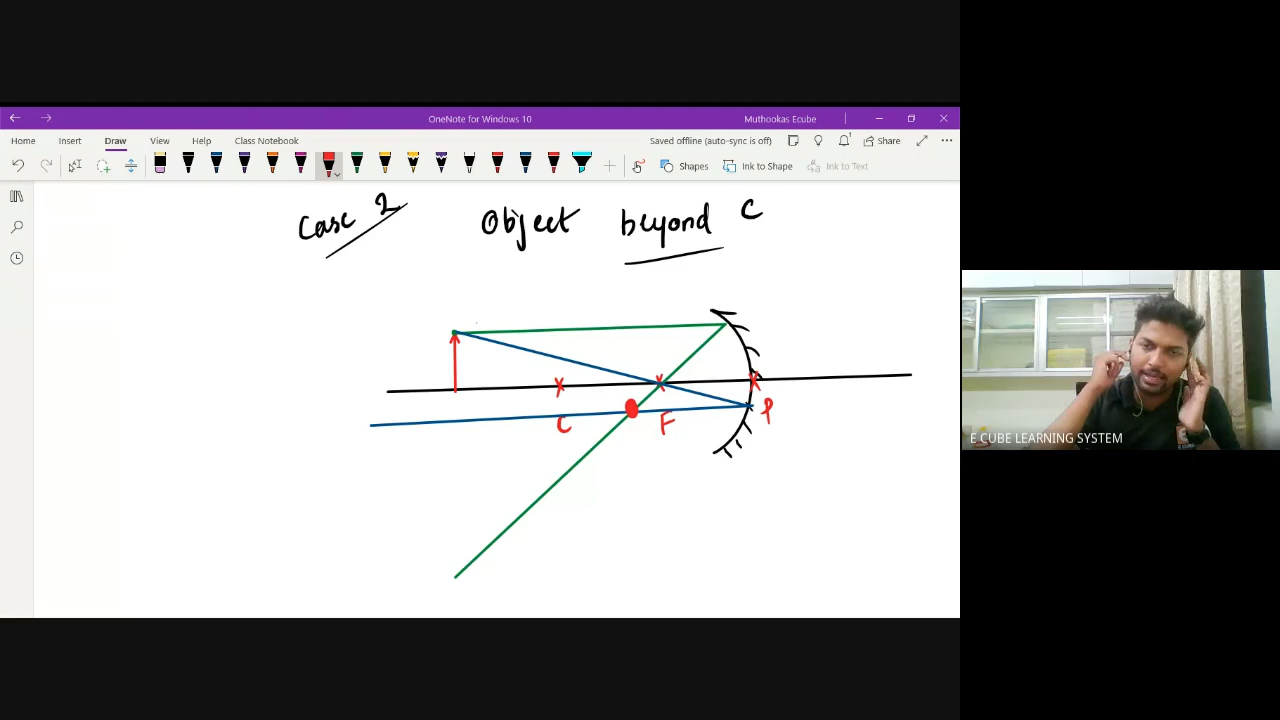 OneNote for Windows 10
Muthookas Ecube
Home Insert Draw View Help Class Notebook
Saved offline (auto-sync is off)
1
Share
Shapes Ink to Shape Ink to Text
Case 2 Object beyond C
C F P
E CUBE LEARNING SYSTEM